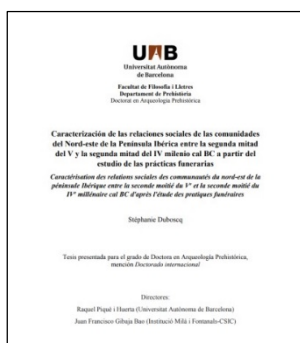 UAB
Universitat Autònoma
de Barcelona
Facultat de Filosofia i Lletres
Departament de Prehistòria
Doctorat en Arqueologia Prehistòrica
Caracterización de las relaciones sociales de las comunidades
del Nord-este de la Península Ibérica entre la segunda mitad
del V y la segunda mitad del IV milenio cal BC a partir del
estudio de las prácticas funerarias
Caractérisation des relations sociales des communautés du nord-est de la
péninsule Ibérique entre la seconde moitié du V° et la seconde moitié du
IV° millénaire cal BC d'après l'étude des pratiques funéraires
Stéphanie Duboscq
Tesis presentada para el grado de Doctora en Arqueología Prehistórica,
mención Doctorado internacional
Directores:
Raquel Piqué i Huerta (Universitat Autònoma de Barcelona)
Juan Francisco Gibaja Bao (Institució Milà i Fontanals-CSIC)